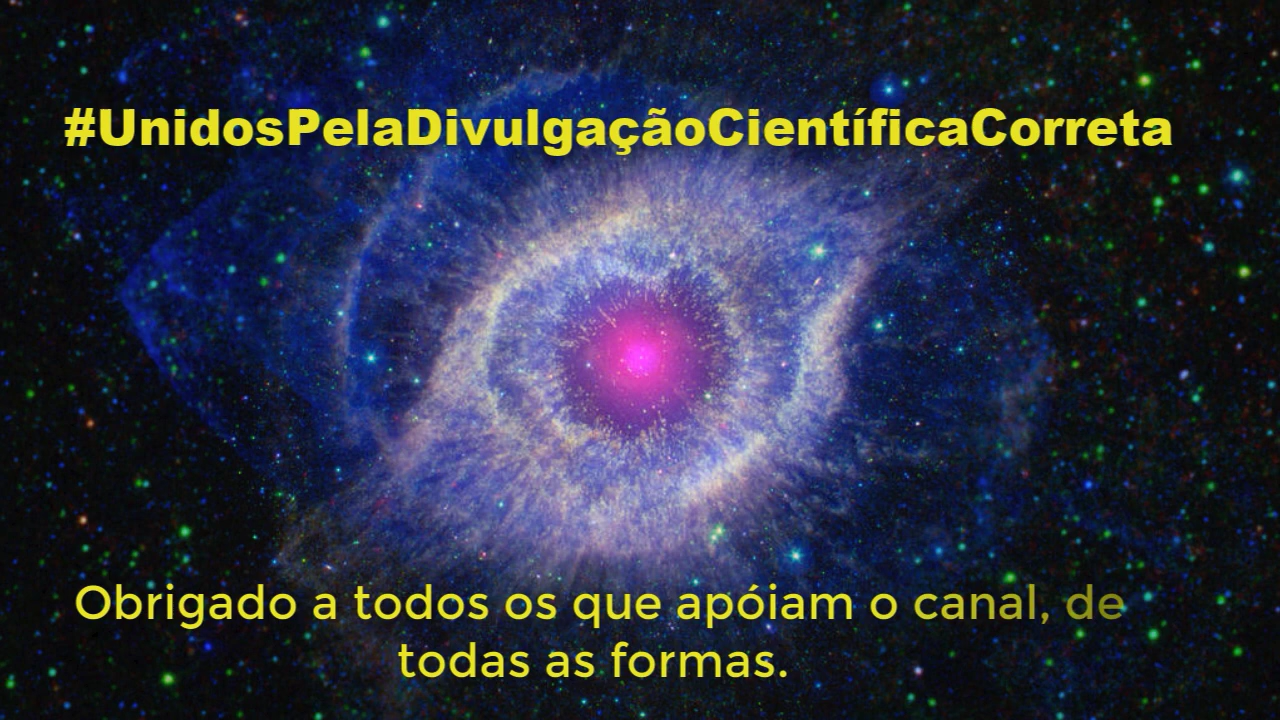 #UnidosPelaDivulgaçãoCientíficaCorreta
Obrigado a todos os que apóiam o canal, de
todas as formas.